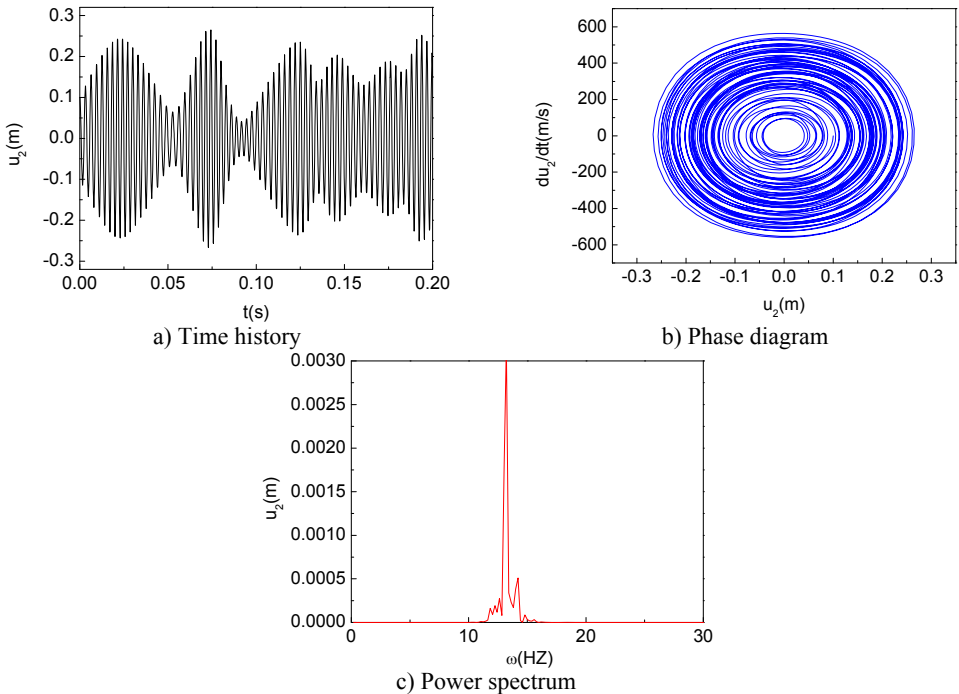 0.3
0.2
0.1
0.0
-0.1
-0.2
-0.3
u₂(m)
0.00 0.05 0.10 0.15 0.20
t(s)
a) Time history
600
400
200
0
-200
-400
-600
du₂/dt(m/s)
-0.3 -0.2 -0.1 0.0 0.1 0.2 0.3
u₂(m)
b) Phase diagram
0.0030
0.0025
0.0020
0.0015
0.0010
0.0005
0.0000
u₂(m)
0 10 20 30
ω(HZ)
c) Power spectrum